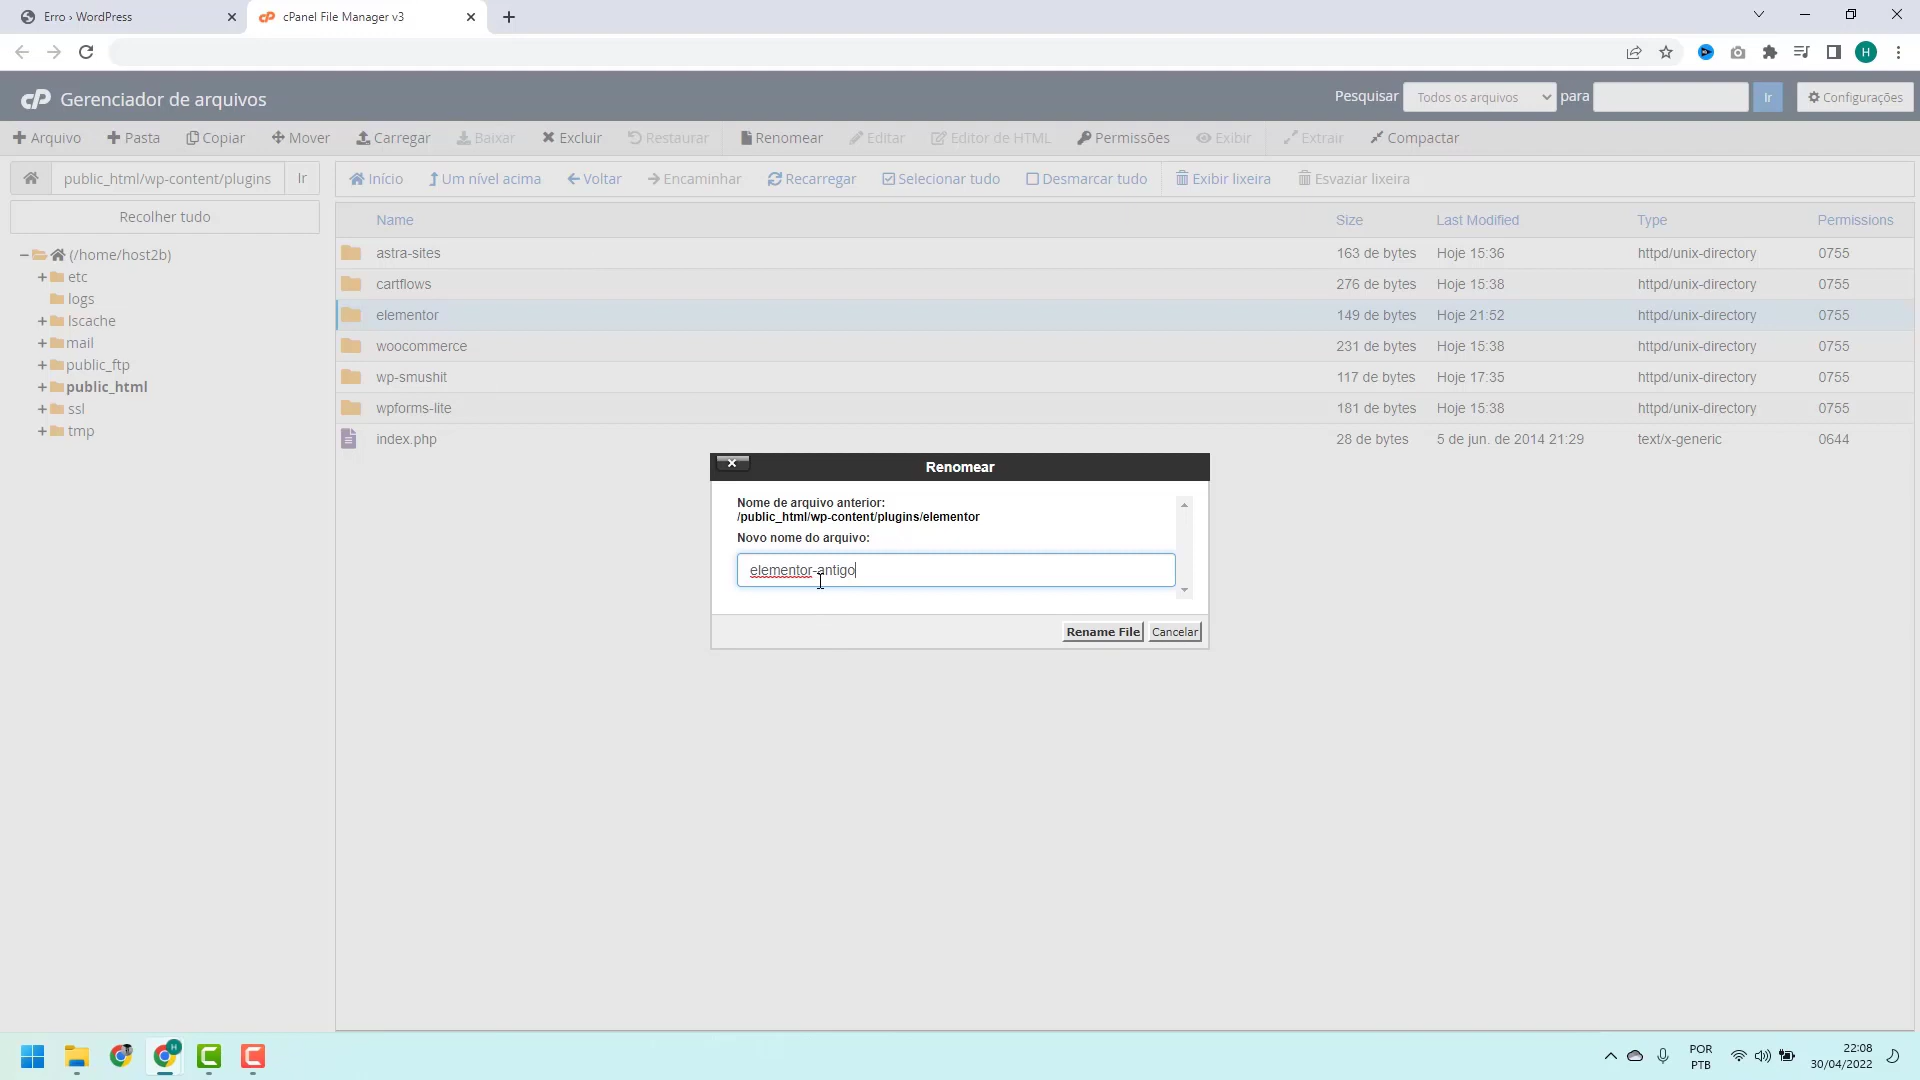 Erro › WordPress
cPanel File Manager v3
H
cP Gerenciador de arquivos
Pesquisar Todos os arquivos para Ir Configurações
Arquivo Pasta Copiar Mover Carregar Baixar Excluir Restaurar Renomear Editar Editor de HTML Permissões Exibir Extrair Compactar
public_html/wp-content/plugins Ir
Início Um nível acima Voltar Encaminhar Recarregar Selecionar tudo Desmarcar tudo Exibir lixeira Esvaziar lixeira
Recolher tudo
(/home/host2b)
etc
logs
lscache
mail
public_ftp
public_html
ssl
tmp
Name Size Last Modified Type Permissions
astra-sites 163 de bytes Hoje 15:36 httpd/unix-directory 0755
cartflows 276 de bytes Hoje 15:38 httpd/unix-directory 0755
elementor 149 de bytes Hoje 21:52 httpd/unix-directory 0755
woocommerce 231 de bytes Hoje 15:38 httpd/unix-directory 0755
wp-smushit 117 de bytes Hoje 17:35 httpd/unix-directory 0755
wpforms-lite 181 de bytes Hoje 15:38 httpd/unix-directory 0755
index.php 28 de bytes 5 de jun. de 2014 21:29 text/x-generic 0644
Renomear
Nome de arquivo anterior:
/public_html/wp-content/plugins/elementor
Novo nome do arquivo:
elementor-antigo
Rename File Cancelar
H
POR
PTB
22:08
30/04/2022